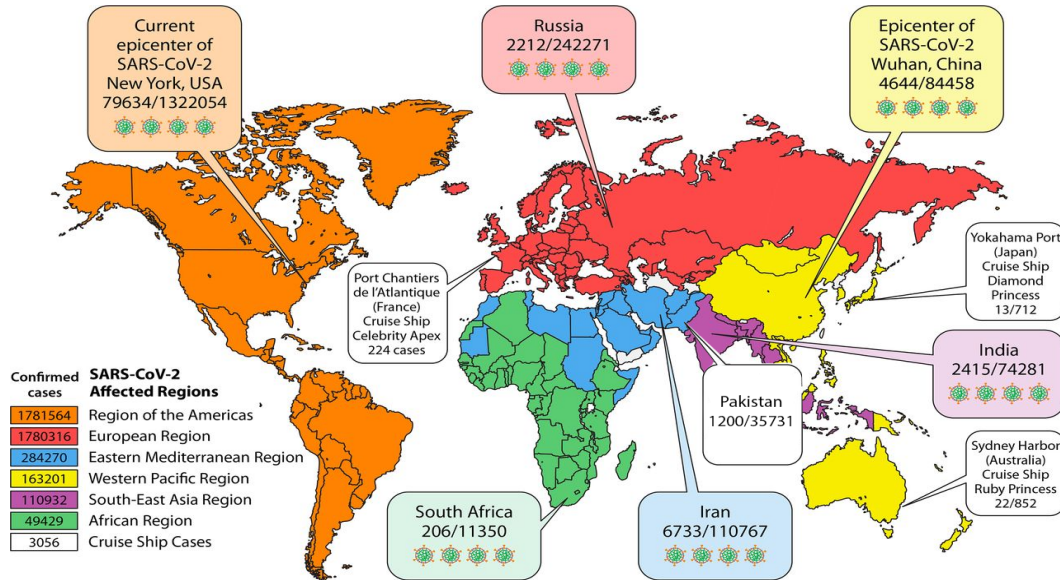 Current
epicenter of
SARS-CoV-2
New York, USA
79634/1322054
Russia
2212/242271
Epicenter of
SARS-CoV-2
Wuhan, China
4644/84458
Port Chantiers
de l'Atlantique
(France)
Cruise Ship
Celebrity Apex
224 cases
Yokahama Port
(Japan)
Cruise Ship
Diamond
Princess
13/712
India
2415/74281
Pakistan
1200/35731
Sydney Harbor
(Australia)
Cruise Ship
Ruby Princess
22/852
South Africa
206/11350
Iran
6733/110767
Confirmed
cases
SARS-CoV-2
Affected Regions
1781564 Region of the Americas
1780316 European Region
284270 Eastern Mediterranean Region
163201 Western Pacific Region
110932 South-East Asia Region
49429 African Region
3056 Cruise Ship Cases